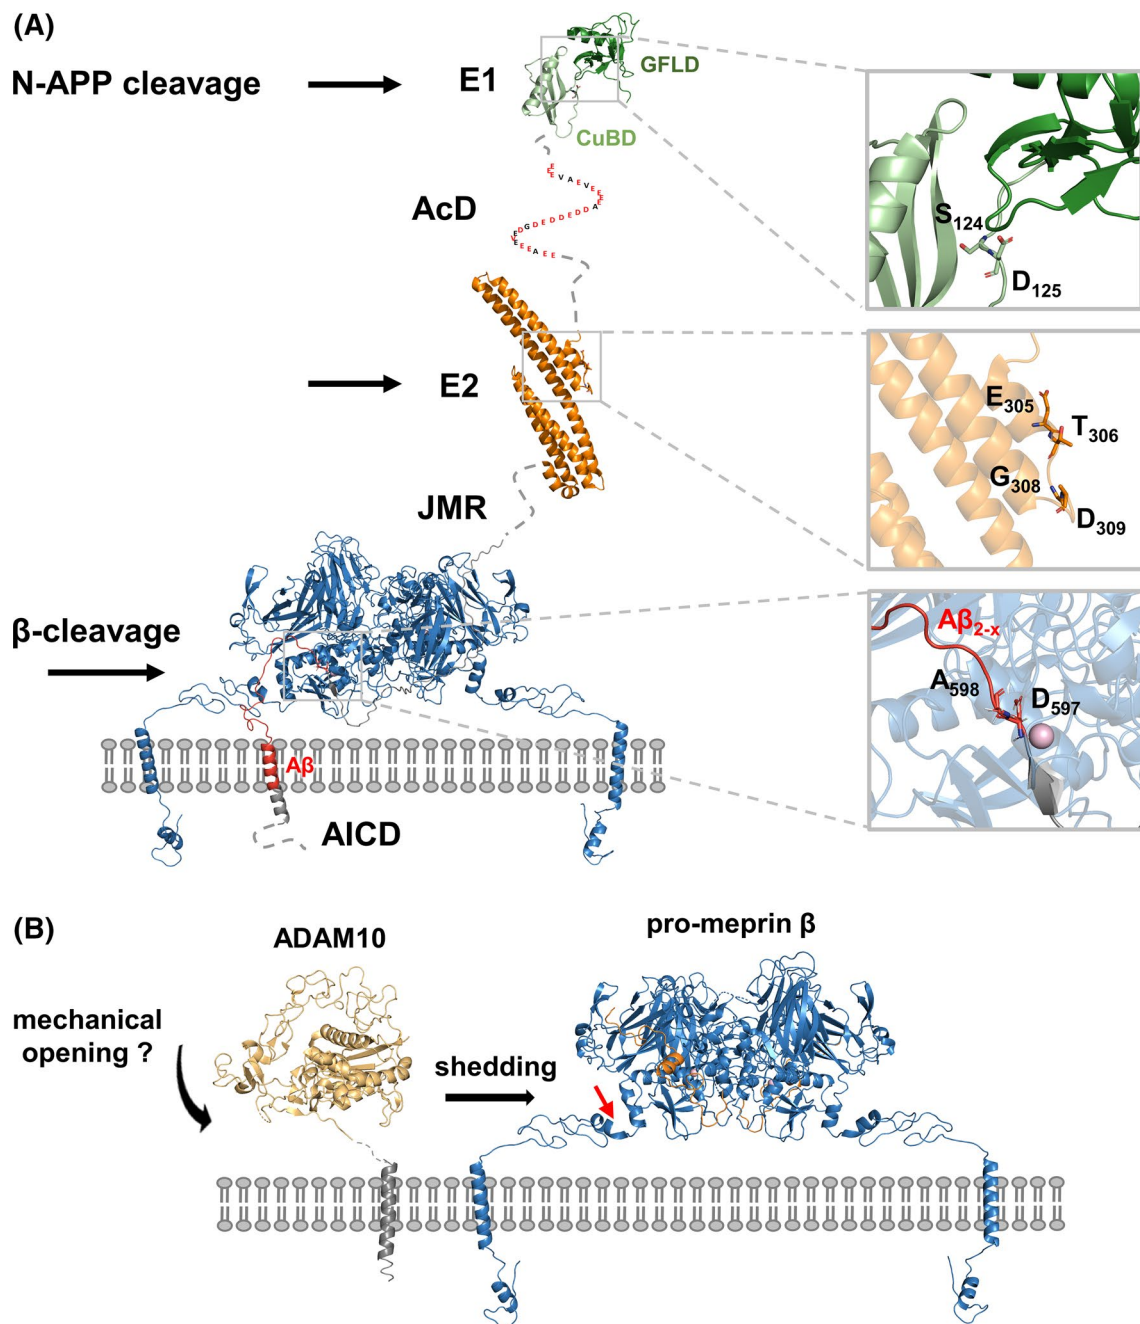 (A)
N-APP cleavage
E1
GFLD
CuBD
S124
D125
AcD
E2
E305
T306
G308
D309
JMR
β-cleavage
Aβ2-x
A598
D597
Aβ
AICD
(B)
ADAM10
pro-meprin β
mechanical
opening ?
shedding